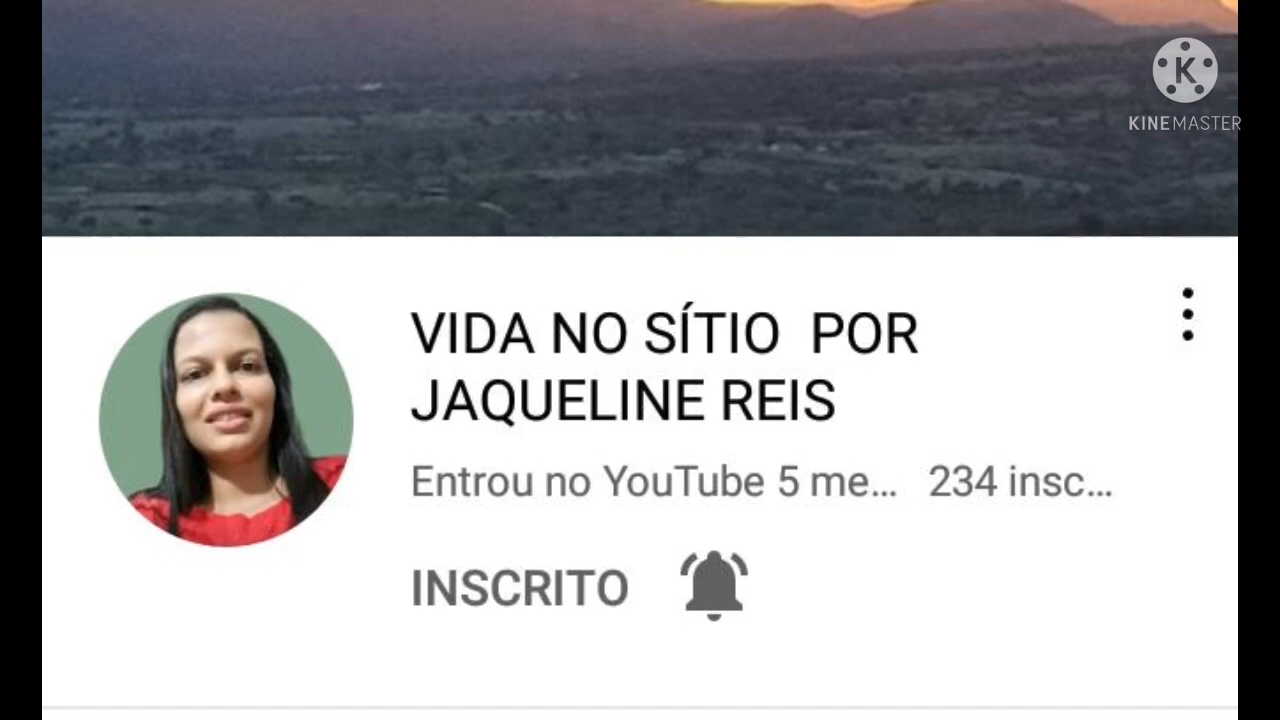 K
KINEMASTER
VIDA NO SÍTIO POR
JAQUELINE REIS
Entrou no YouTube 5 me... 234 insc...
INSCRITO